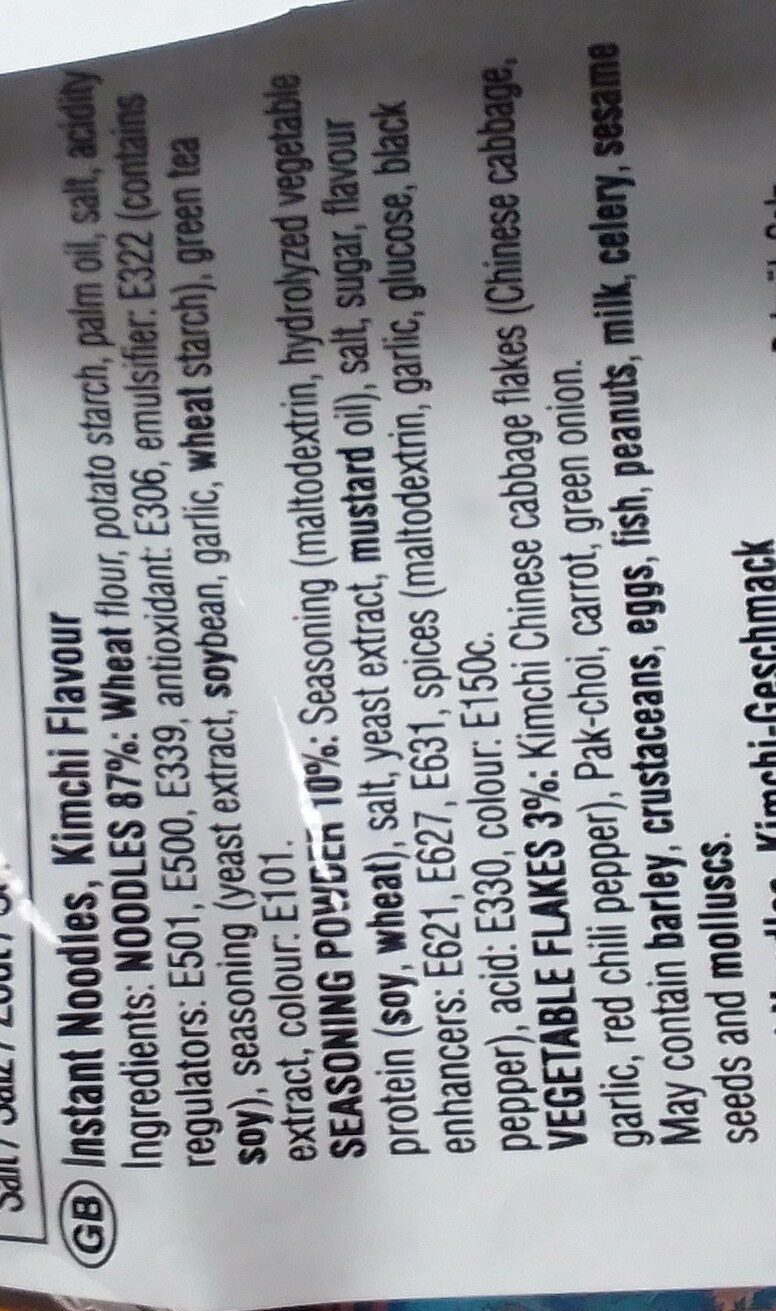 GB Instant Noodles, Kimchi Flavour
Ingredients: NOODLES 87%: Wheat flour, potato starch, palm oil, salt, acidity
regulators: E501, E500, E339, antioxidant: E306, emulsifier: E322 (contains
soy), seasoning (yeast extract, soybean, garlic, wheat starch), green tea
extract, colour: E101.
SEASONING POWDER 10%: Seasoning (maltodextrin, hydrolyzed vegetable
protein (soy, wheat), salt, yeast extract, mustard oil), salt, sugar, flavour
enhancers: E621, E627, E631, spices (maltodextrin, garlic, glucose, black
pepper), acid: E330, colour: E150c.
VEGETABLE FLAKES 3%: Kimchi Chinese cabbage flakes (Chinese cabbage,
garlic, red chili pepper), Pak-choi, carrot, green onion.
May contain barley, crustaceans, eggs, fish, peanuts, milk, celery, sesame
seeds and molluscs.
Kimchi-Geschmack